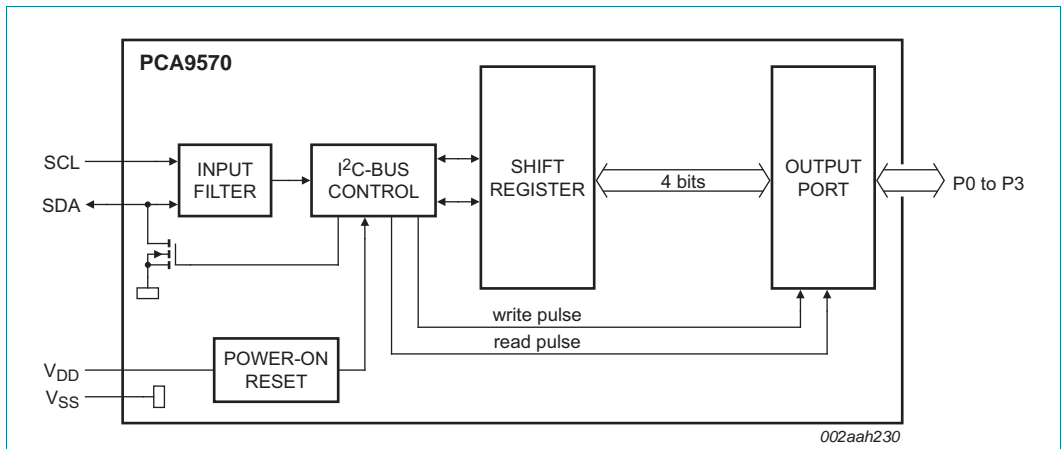 PCA9570
SCL
SDA
INPUT
FILTER
I²C-BUS
CONTROL
SHIFT
REGISTER
4 bits
OUTPUT
PORT
P0 to P3
write pulse
read pulse
VDD
VSS
POWER-ON
RESET
002aah230